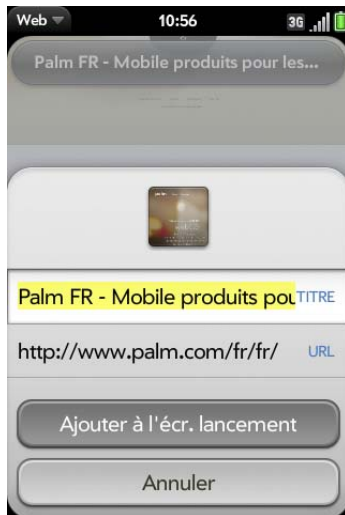 Web 10:56 3G
Palm FR - Mobile produits pour les...
Palm FR - Mobile produits pou TITRE
http://www.palm.com/fr/fr/ URL
Ajouter à l'écr. lancement
Annuler